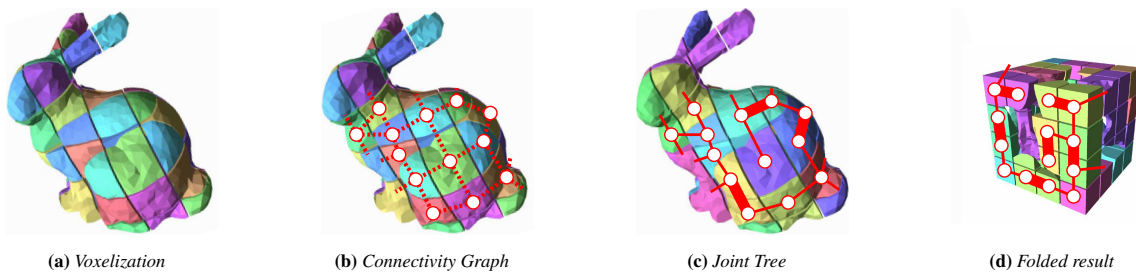 (a) Voxelization
(b) Connectivity Graph
(c) Joint Tree
(d) Folded result